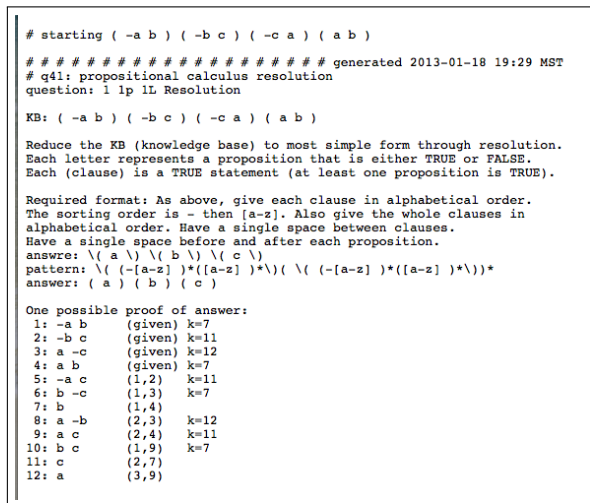 # starting ( -a b ) ( -b c ) ( -c a ) ( a b )
# # # # # # # # # # # # # # # # # # # # generated 2013-01-18 19:29 MST
# q41: propositional calculus resolution
question: 1 1p 1L Resolution
KB: ( -a b ) ( -b c ) ( -c a ) ( a b )
Reduce the KB (knowledge base) to most simple form through resolution.
Each letter represents a proposition that is either TRUE or FALSE.
Each (clause) is a TRUE statement (at least one proposition is TRUE).
Required format: As above, give each clause in alphabetical order.
The sorting order is - then [a-z]. Also give the whole clauses in
alphabetical order. Have a single space between clauses.
Have a single space before and after each proposition.
answre: \( a \) \( b \) \( c \)
pattern: \( (-[a-z] )*([a-z] )*\)( \( (-[a-z] )*([a-z] )*\))*
answer: ( a ) ( b ) ( c )
One possible proof of answer:
1: -a b (given) k=7
2: -b c (given) k=11
3: a -c (given) k=12
4: a b (given) k=7
5: -a c (1,2) k=11
6: b -c (1,3) k=7
7: b (1,4)
8: a -b (2,3) k=12
9: a c (2,4) k=11
10: b c (1,9) k=7
11: c (2,7)
12: a (3,9)